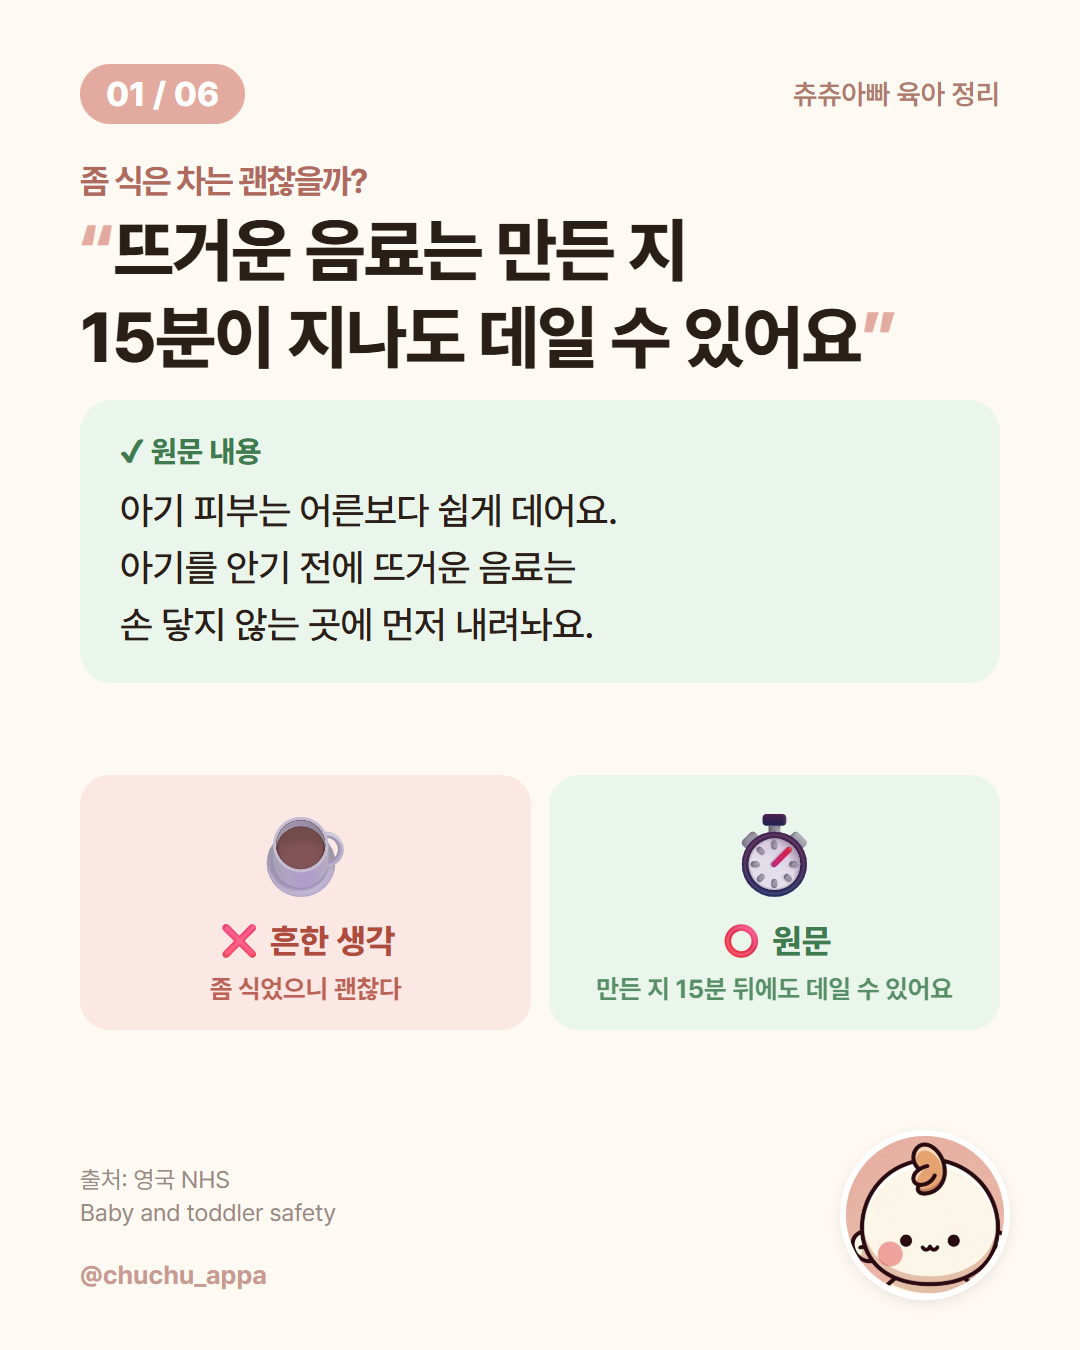 01 / 06
츄츄아빠 육아 정리
좀 식은 차는 괜찮을까?
“뜨거운 음료는 만든 지
15분이 지나도 데일 수 있어요”
✓ 원문 내용
아기 피부는 어른보다 쉽게 데어요.
아기를 안기 전에 뜨거운 음료는
손 닿지 않는 곳에 먼저 내려놔요.
❌ 흔한 생각
좀 식었으니 괜찮다
⭕ 원문
만든 지 15분 뒤에도 데일 수 있어요
출처: 영국 NHS
Baby and toddler safety
@chuchu_appa